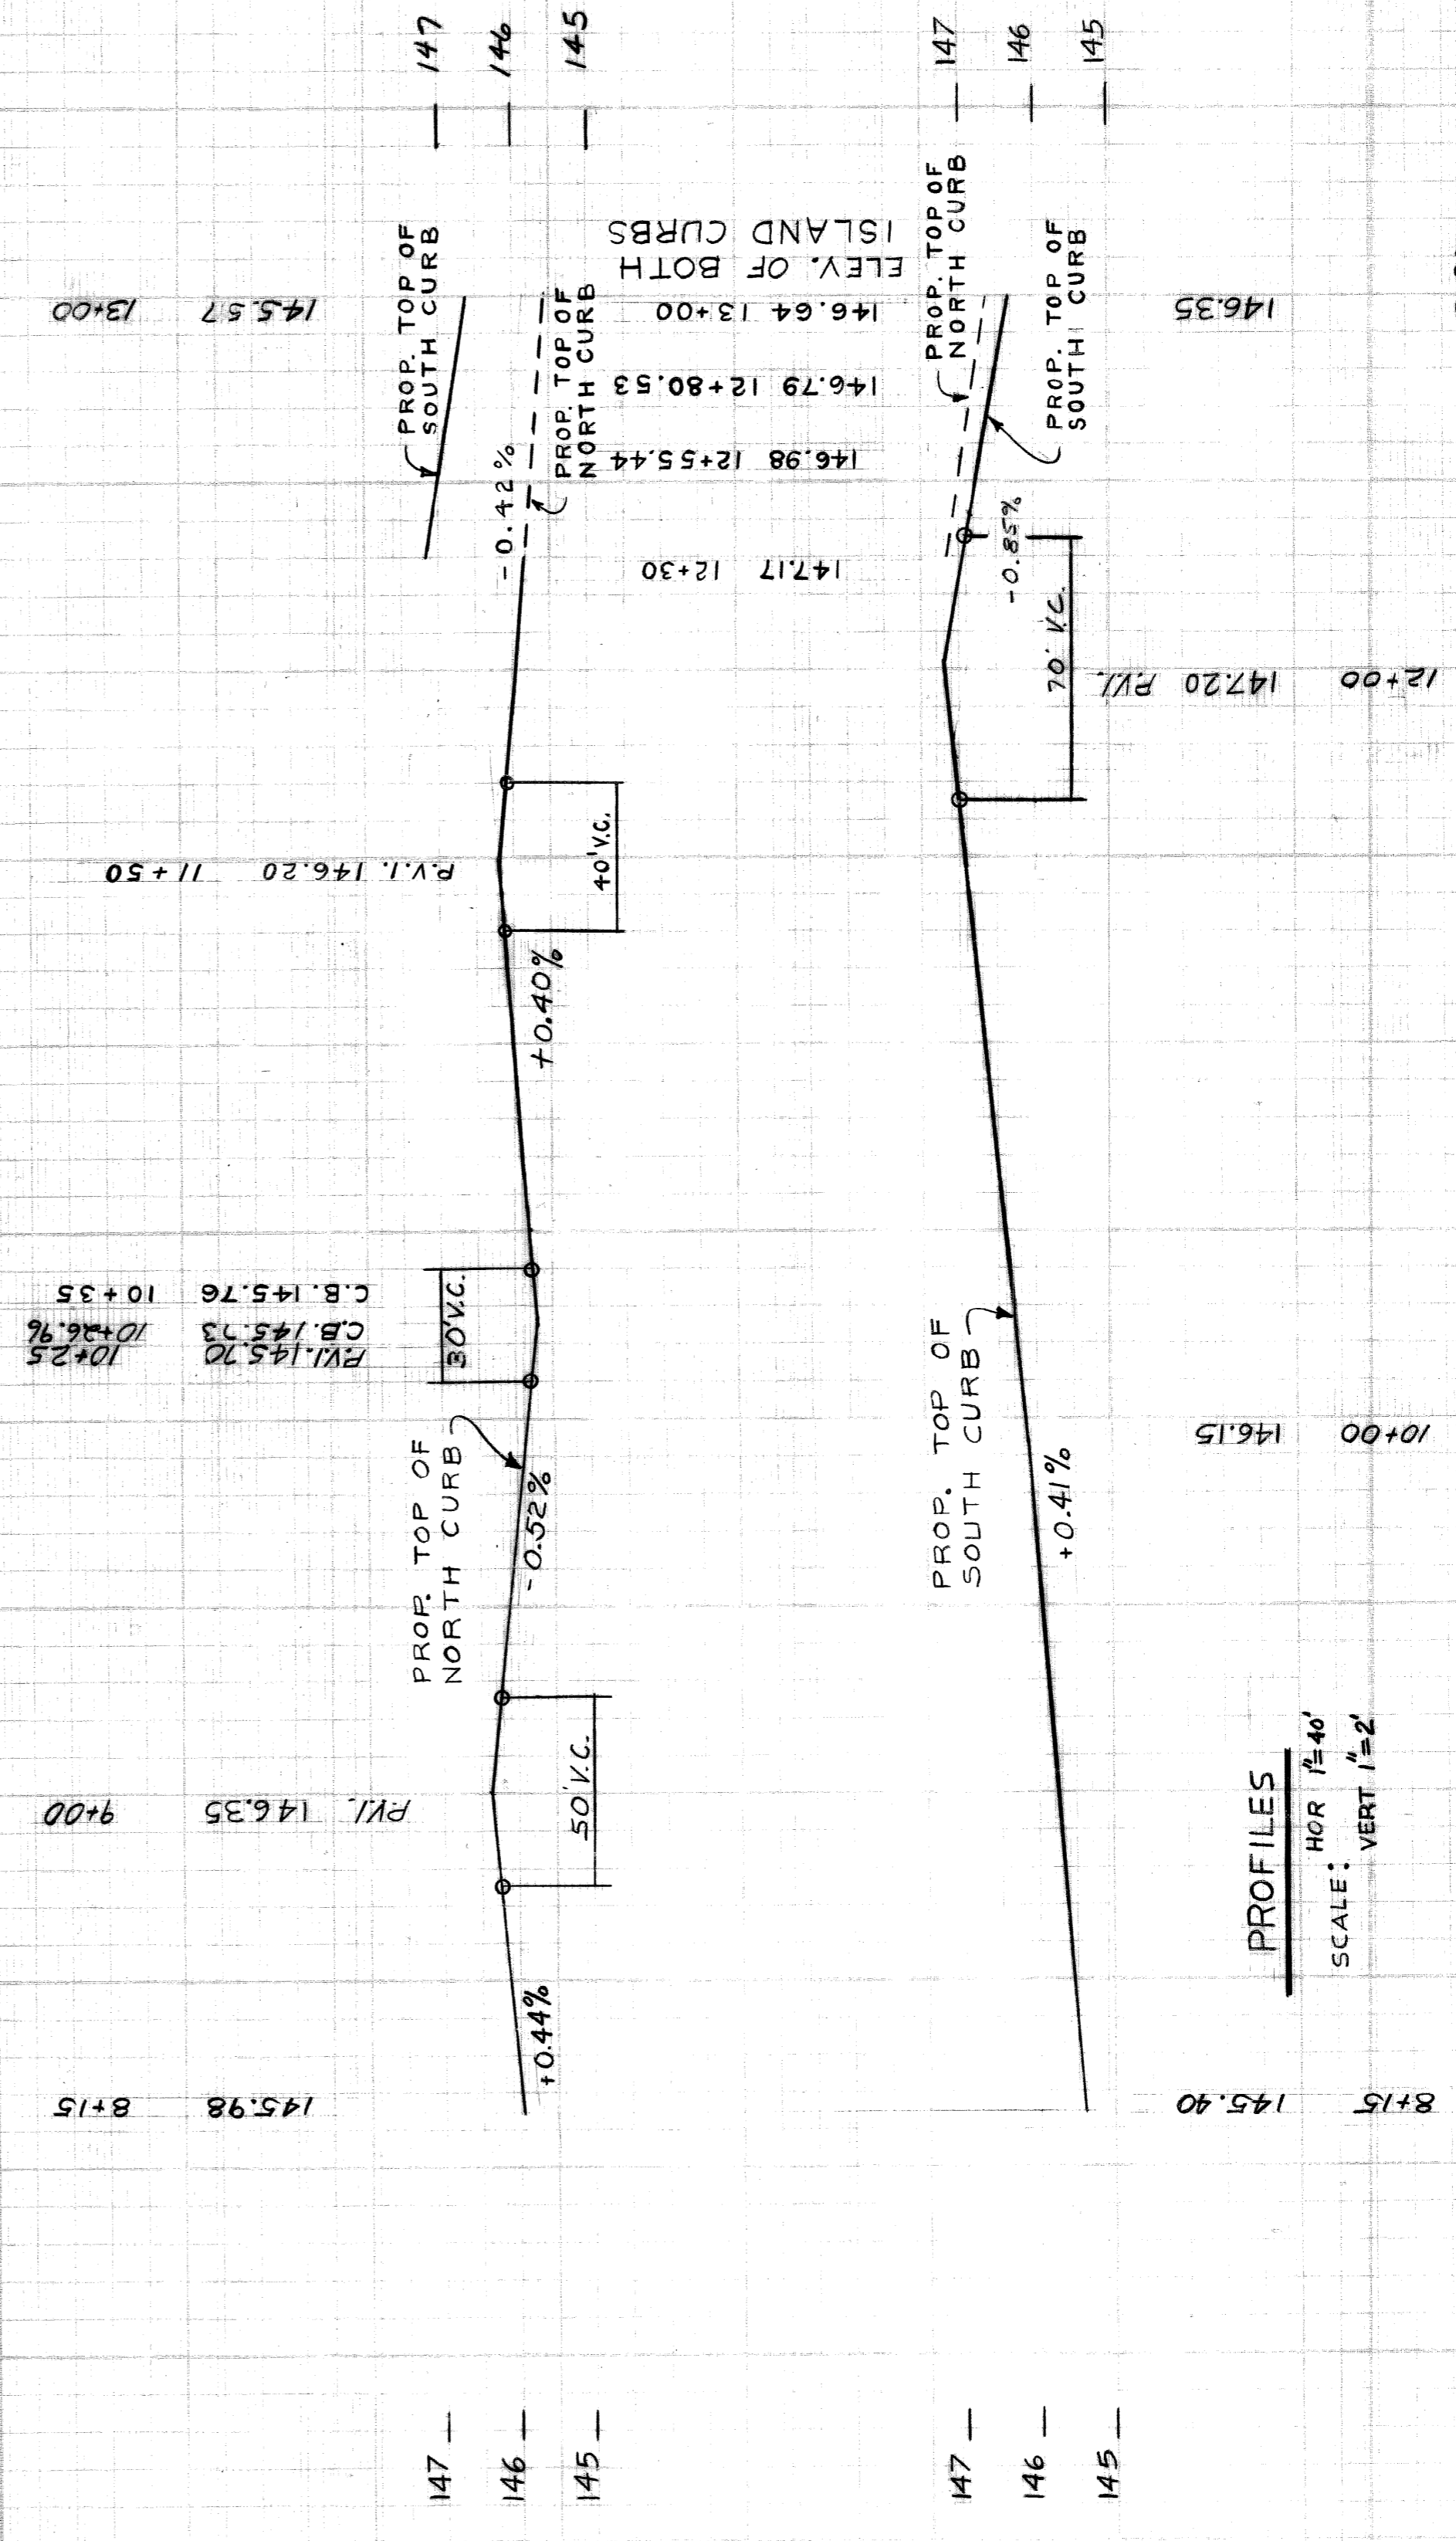 147
146
145
147
146
145
13+00
145.57
PROP. TOP OF
SOUTH CURB
-0.42%
PROP. TOP OF
NORTH CURB
ELEV. OF BOTH
ISLAND CURBS
146.64 13+00
146.79 12+80.53
146.98 12+55.44
147.17 12+30
PROP. TOP OF
NORTH CURB
PROP. TOP OF
SOUTH CURB
146.35
-0.85%
70' V.C.
12+00 147.20 P.V.I.
P.V.I. 146.20 11+50
40' V.C.
+0.40%
C.B. 145.76 10+35
C.B. 145.73 10+26.96
P.V.I. 145.70 10+25
30' V.C.
PROP. TOP OF
NORTH CURB
-0.52%
PROP. TOP OF
SOUTH CURB
+0.41%
10+00 146.15
P.V.I. 146.35 9+00
50' V.C.
+0.44%
145.98 8+15
8+15 145.40
PROFILES
SCALE: HOR 1"=40'
VERT 1"=2'
147
146
145
147
146
145